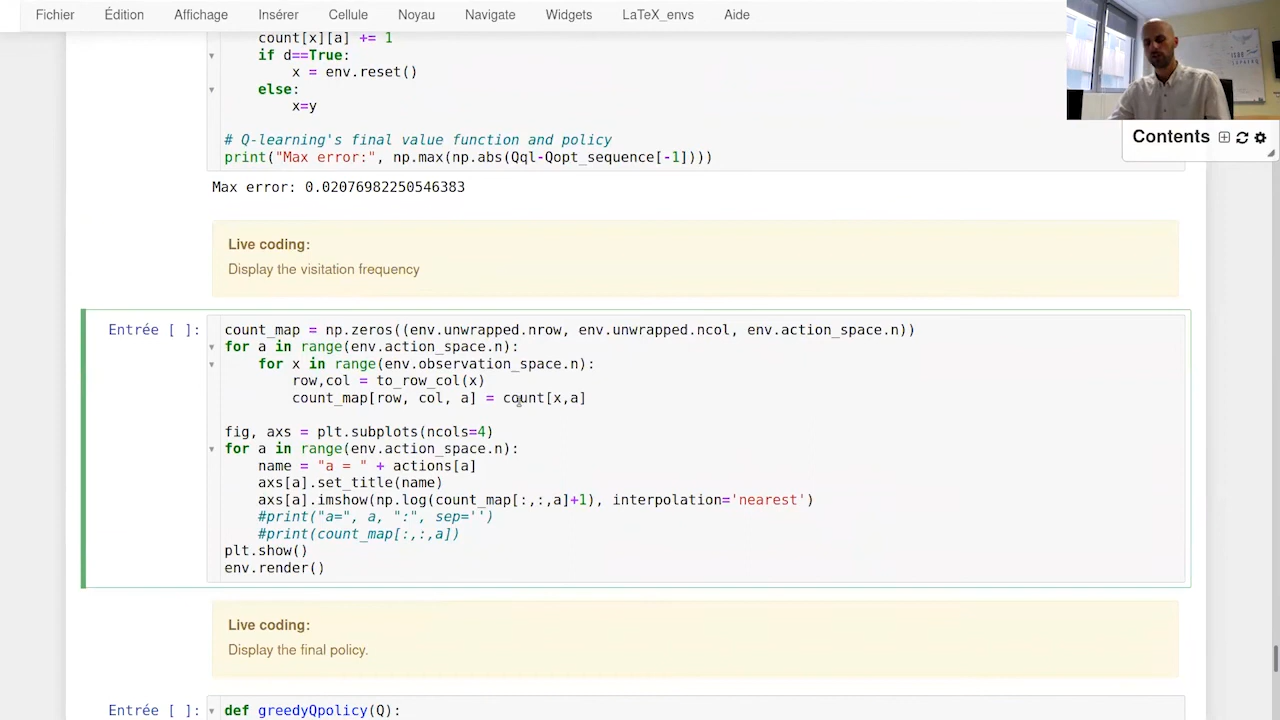 Fichier Édition Affichage Insérer Cellule Noyau Navigate Widgets LaTeX_envs Aide
count[x][a] += 1
if d==True:
x = env.reset()
else:
x=y
# Q-learning's final value function and policy
print("Max error:", np.max(np.abs(Qql-Qopt_sequence[-1])))
Contents
Max error: 0.02076982250546383
Live coding:
Display the visitation frequency
Entrée [ ]: count_map = np.zeros((env.unwrapped.nrow, env.unwrapped.ncol, env.action_space.n))
for a in range(env.action_space.n):
for x in range(env.observation_space.n):
row,col = to_row_col(x)
count_map[row, col, a] = count[x,a]
fig, axs = plt.subplots(ncols=4)
for a in range(env.action_space.n):
name = "a = " + actions[a]
axs[a].set_title(name)
axs[a].imshow(np.log(count_map[:,:,a]+1), interpolation='nearest')
#print("a=", a, ":", sep='')
#print(count_map[:,:,a])
plt.show()
env.render()
Live coding:
Display the final policy.
Entrée [ ]: def greedyQpolicy(Q):